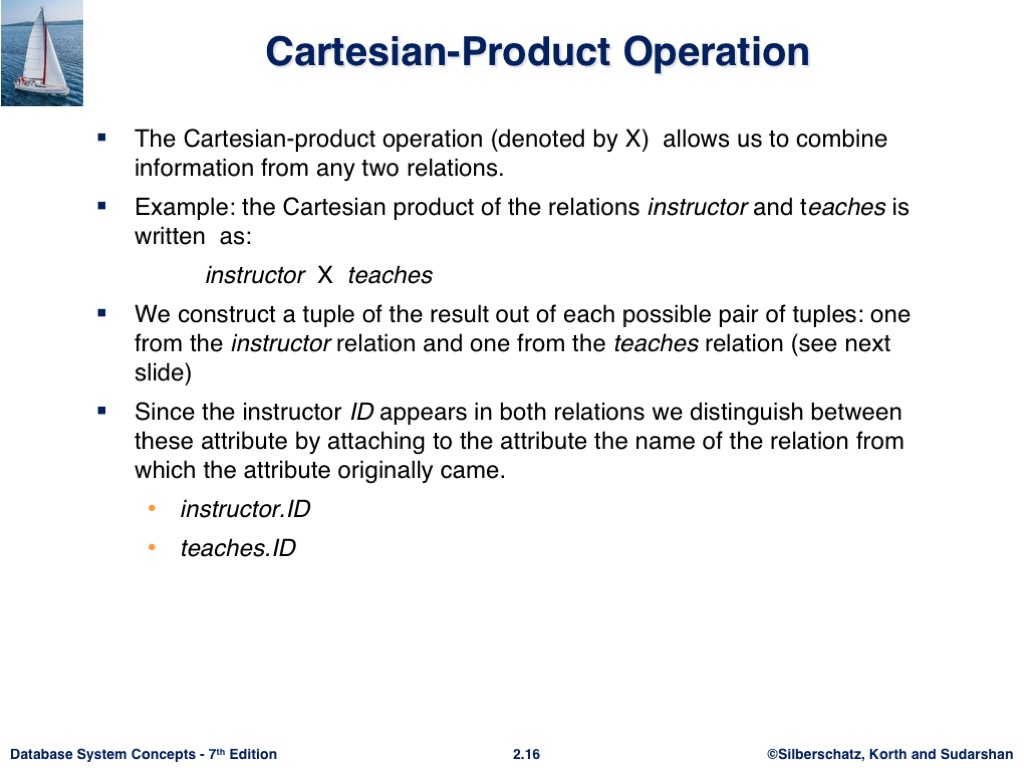 Cartesian-Product Operation
▪ The Cartesian-product operation (denoted by X)  allows us to combine
information from any two relations.
▪ Example: the Cartesian product of the relations instructor and teaches is
written  as:
instructor  X  teaches
▪ We construct a tuple of the result out of each possible pair of tuples: one
from the instructor relation and one from the teaches relation (see next
slide)
▪ Since the instructor ID appears in both relations we distinguish between
these attribute by attaching to the attribute the name of the relation from
which the attribute originally came.
• instructor.ID
• teaches.ID
Database System Concepts - 7th Edition 2.16 ©Silberschatz, Korth and Sudarshan